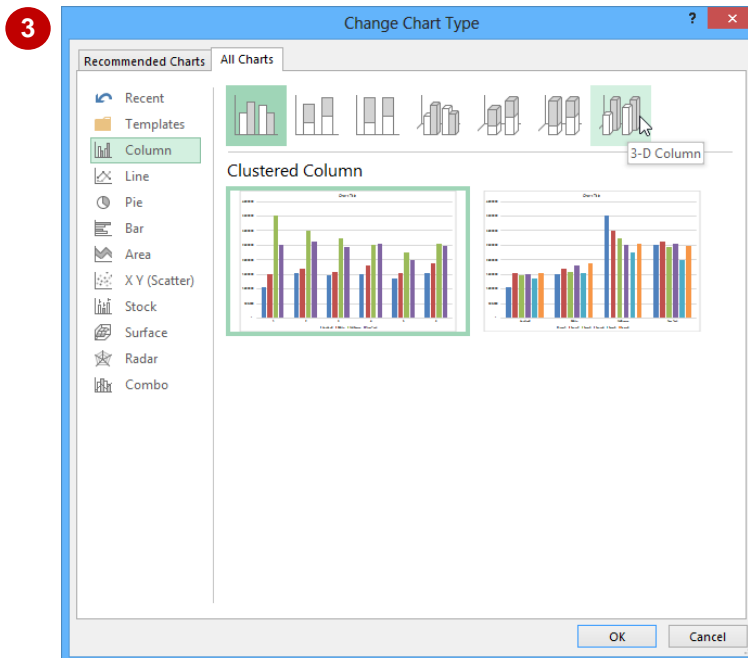 3
Change Chart Type
?
Recommended Charts
All Charts
Recent
Templates
Column
Line
Pie
Bar
Area
X Y (Scatter)
Stock
Surface
Radar
Combo
3-D Column
Clustered Column
OK
Cancel